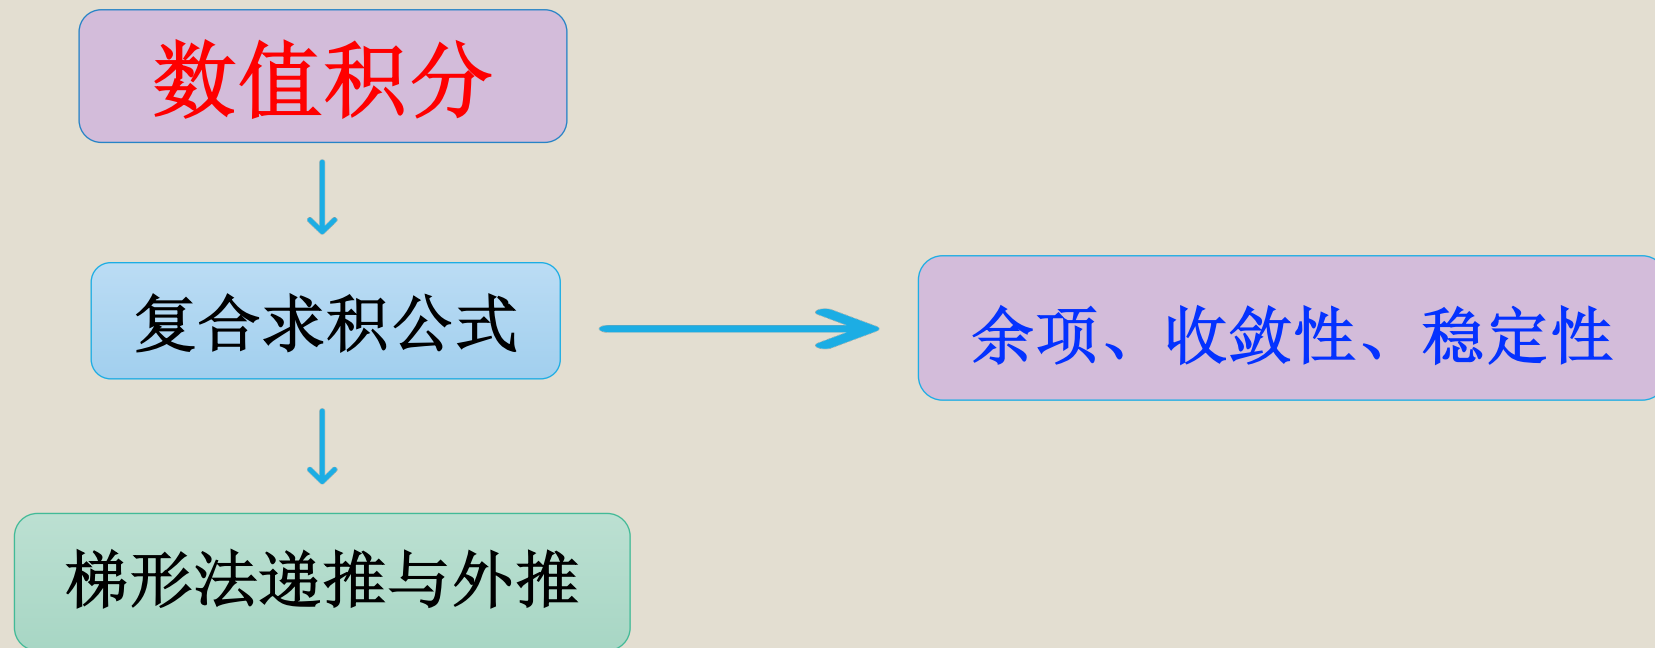 数值积分
复合求积公式
余项、收敛性、稳定性
梯形法递推与外推